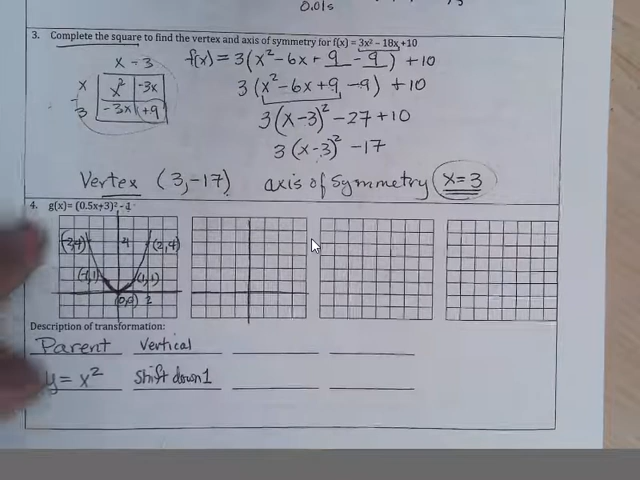 0.01s
3. Complete the square to find the vertex and axis of symmetry for f(x) = 3x² – 18x +10
x - 3
f(x) = 3(x² - 6x + 9 - 9) + 10
x x² -3x
3(x² - 6x + 9 - 9) + 10
-3 -3x +9
3(x-3)² - 27 + 10
3(x-3)² - 17
Vertex (3, -17) axis of Symmetry x = 3
4. g(x)= (0.5x+3)² - 4
(-2,4) 4 (2,4)
(-1,1) (1,1)
(0,0) 2
Description of transformation:
Parent Vertical
y = x² Shift down 1